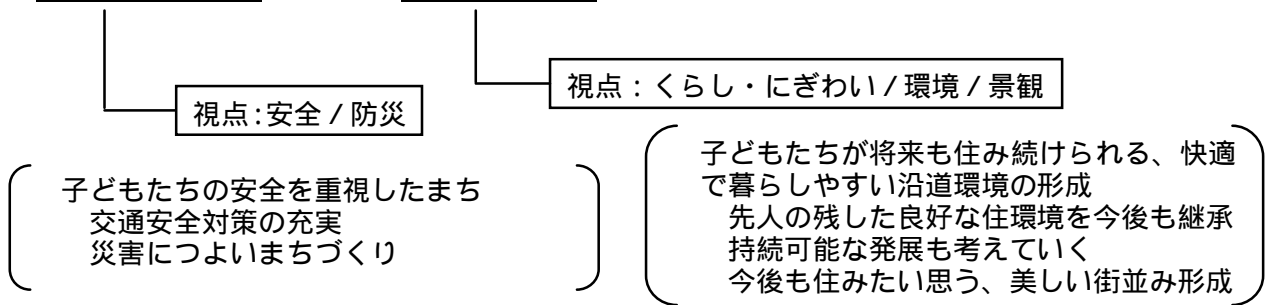 視点：くらし・にぎわい / 環境 / 景観
視点：安全 / 防災
子どもたちの安全を重視したまち
交通安全対策の充実
災害につよいまちづくり
子どもたちが将来も住み続けられる、快適
で暮らしやすい沿道環境の形成
先人の残した良好な住環境を今後も継承
持続可能な発展も考えていく
今後も住みたい思う、美しい街並み形成